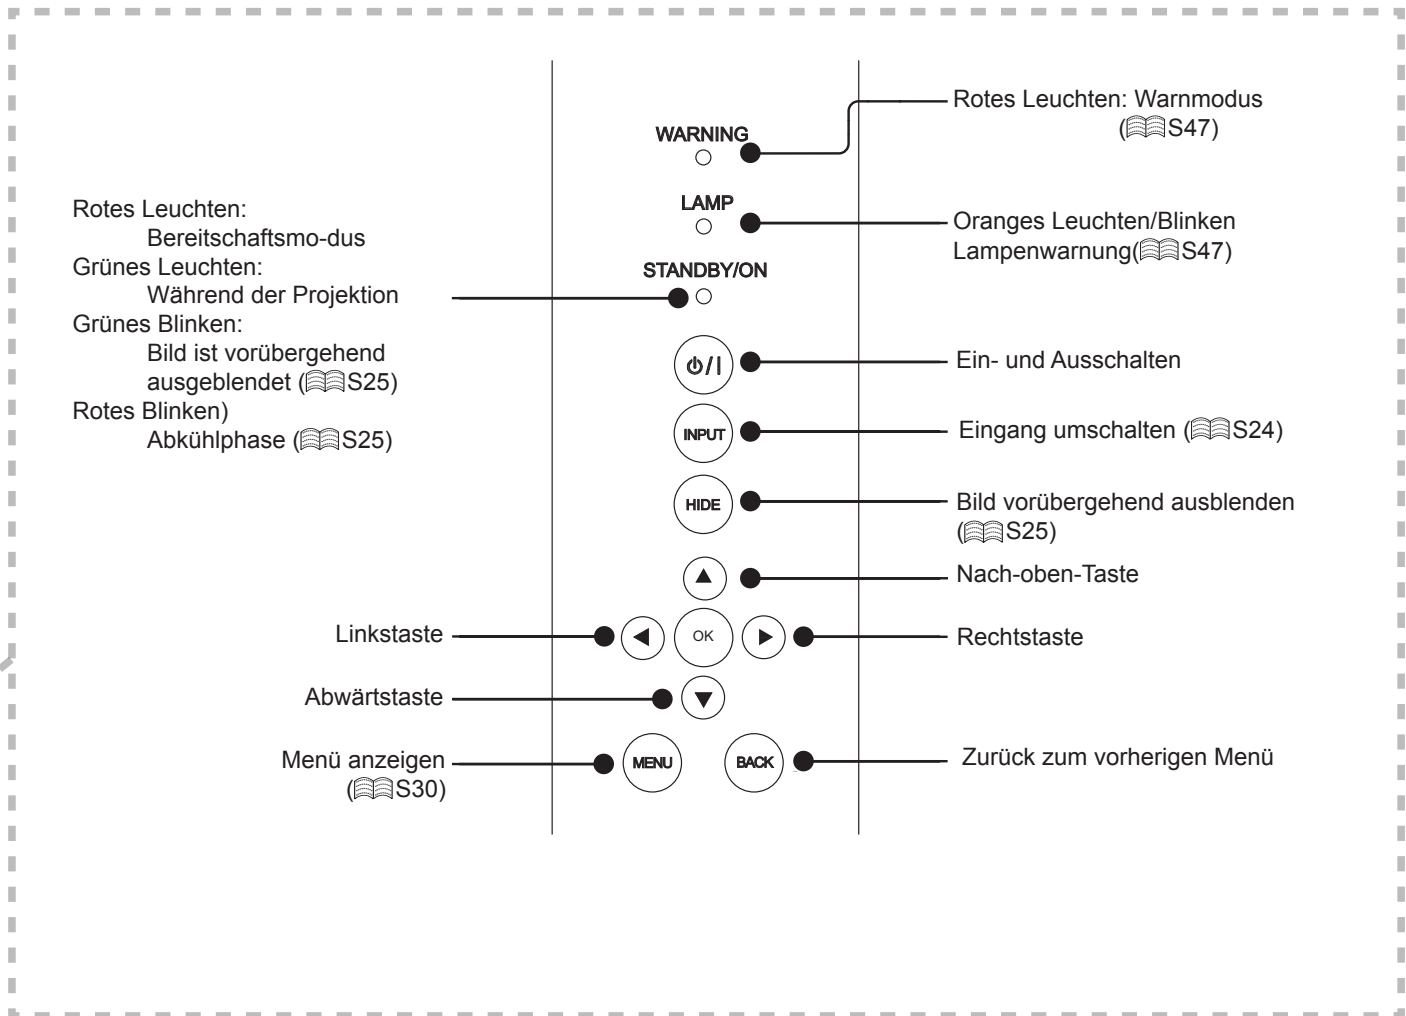 Rotes Leuchten: Warnmodus
(S47)
WARNING
LAMP
Oranges Leuchten/Blinken
Lampenwarnung(S47)
STANDBY/ON
Rotes Leuchten:
Bereitschaftsmo-dus
Grünes Leuchten:
Während der Projektion
Grünes Blinken:
Bild ist vorübergehend
ausgeblendet (S25)
Rotes Blinken)
Abkühlphase (S25)
Ein- und Ausschalten
INPUT
Eingang umschalten (S24)
HIDE
Bild vorübergehend ausblenden
(S25)
Nach-oben-Taste
Linkstaste
OK
Rechtstaste
Abwärtstaste
Menü anzeigen
(S30)
MENU
BACK
Zurück zum vorherigen Menü